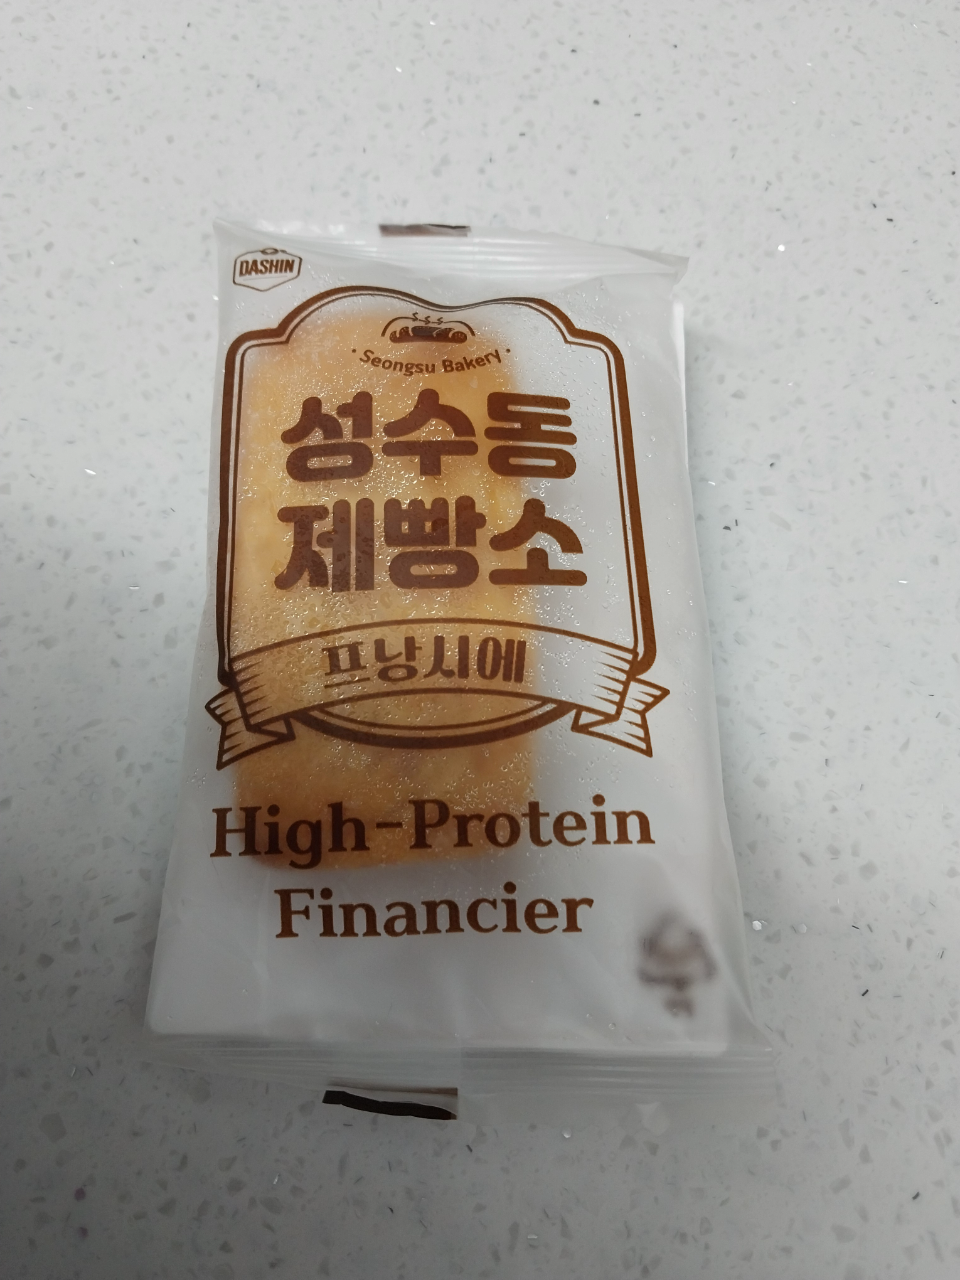 DASHIN
· Seongsu Bakery ·
성수동
제빵소
프낭시에
High-Protein
Financier